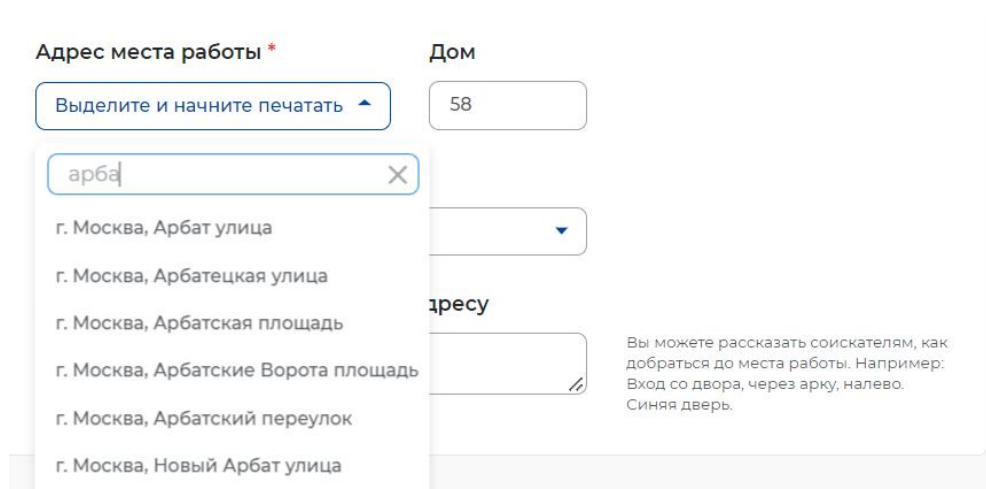 Адрес места работы *
Дом
Выделите и начните печатать
58
арба
г. Москва, Арбат улица
г. Москва, Арбатецкая улица
г. Москва, Арбатская площадь
дресу
г. Москва, Арбатские Ворота площадь
г. Москва, Арбатский переулок
г. Москва, Новый Арбат улица
Вы можете рассказать соискателям, как
добраться до места работы. Например:
Вход со двора, через арку, налево.
Синяя дверь.